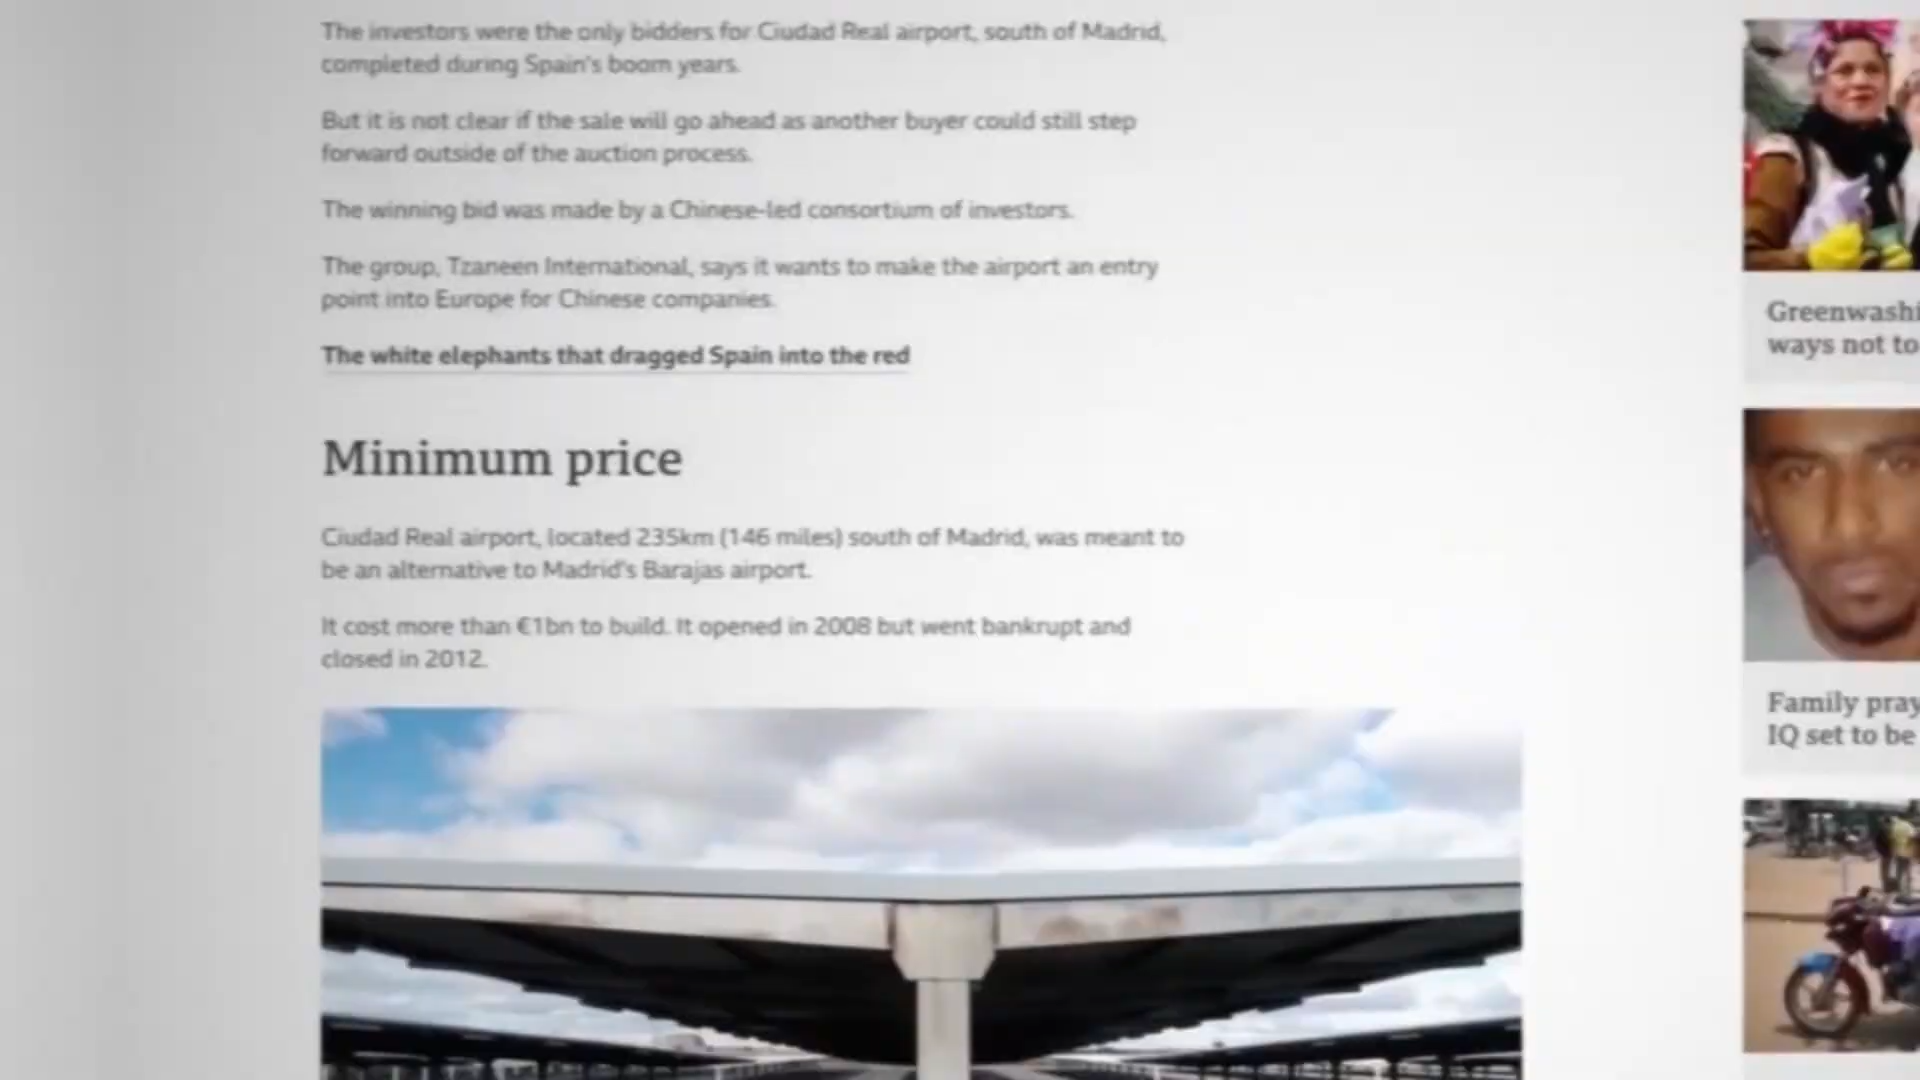 The investors were the only bidders for Ciudad Real airport, south of Madrid,
completed during Spain's boom years.
But it is not clear if the sale will go ahead as another buyer could still step
forward outside of the auction process.
The winning bid was made by a Chinese-led consortium of investors.
The group, Tzaneen International, says it wants to make the airport an entry
point into Europe for Chinese companies.
The white elephants that dragged Spain into the red
Minimum price
Ciudad Real airport, located 235km (146 miles) south of Madrid, was meant to
be an alternative to Madrid's Barajas airport.
It cost more than €1bn to build. It opened in 2008 but went bankrupt and
closed in 2012.
Greenwashi
ways not to
Family pray
IQ set to be